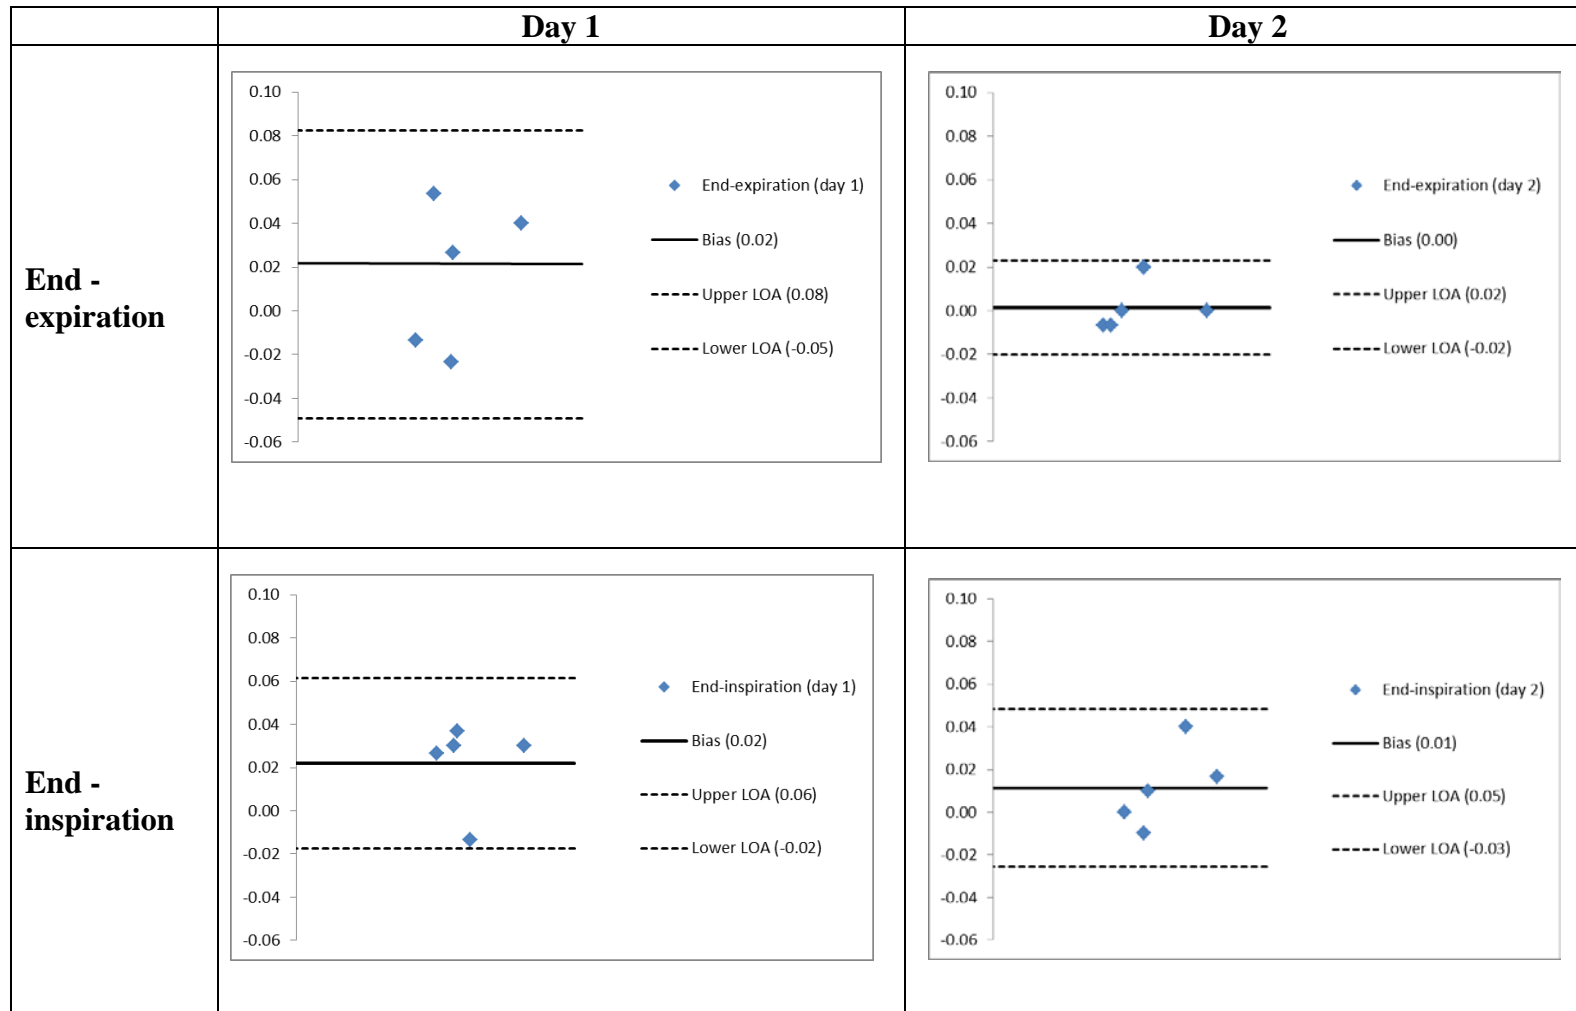 Day 1
Day 2
End -
expiration
0.10
0.08
0.06
0.04
0.02
0.00
-0.02
-0.04
-0.06
End-expiration (day 1)
Bias (0.02)
Upper LOA (0.08)
Lower LOA (-0.05)
0.10
0.08
0.06
0.04
0.02
0.00
-0.02
-0.04
-0.06
End-expiration (day 2)
Bias (0.00)
Upper LOA (0.02)
Lower LOA (-0.02)
End -
inspiration
0.10
0.08
0.06
0.04
0.02
0.00
-0.02
-0.04
-0.06
End-inspiration (day 1)
Bias (0.02)
Upper LOA (0.06)
Lower LOA (-0.02)
0.10
0.08
0.06
0.04
0.02
0.00
-0.02
-0.04
-0.06
End-inspiration (day 2)
Bias (0.01)
Upper LOA (0.05)
Lower LOA (-0.03)